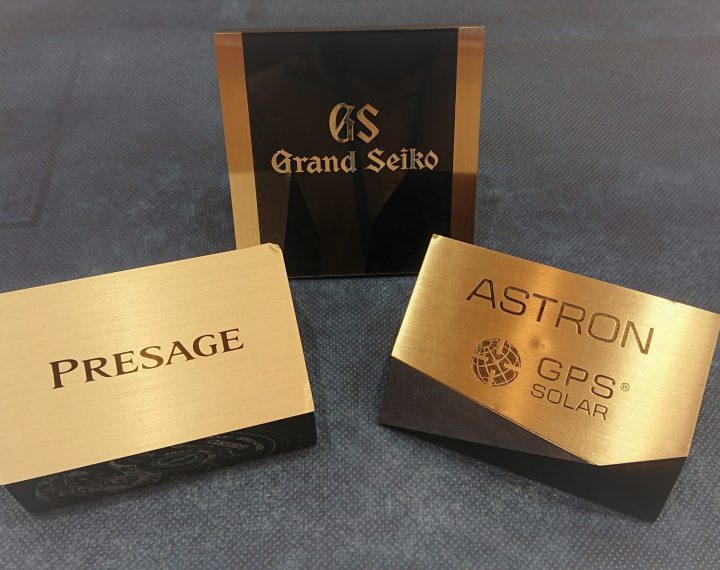 GS
Grand Seiko
PRESAGE
ASTRON
GPS®
SOLAR